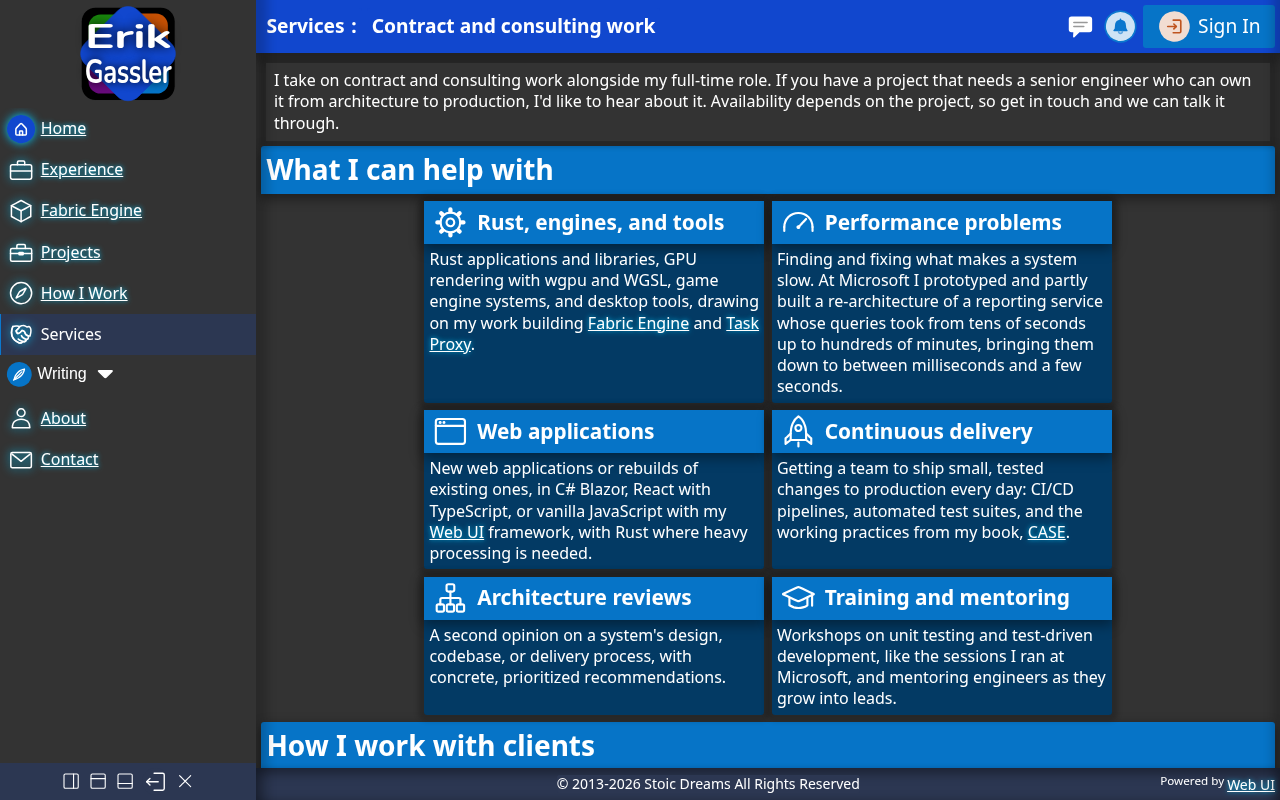 Erik
Gassler
Home
Experience
Fabric Engine
Projects
How I Work
Services
Writing
About
Contact
Services : Contract and consulting work
Sign In
I take on contract and consulting work alongside my full-time role. If you have a project that needs a senior engineer who can own
it from architecture to production, I'd like to hear about it. Availability depends on the project, so get in touch and we can talk it
through.
What I can help with
Rust, engines, and tools
Rust applications and libraries, GPU
rendering with wgpu and WGSL, game
engine systems, and desktop tools, drawing
on my work building Fabric Engine and Task
Proxy.
Performance problems
Finding and fixing what makes a system
slow. At Microsoft I prototyped and partly
built a re-architecture of a reporting service
whose queries took from tens of seconds
up to hundreds of minutes, bringing them
down to between milliseconds and a few
seconds.
Web applications
New web applications or rebuilds of
existing ones, in C# Blazor, React with
TypeScript, or vanilla JavaScript with my
Web UI framework, with Rust where heavy
processing is needed.
Continuous delivery
Getting a team to ship small, tested
changes to production every day: CI/CD
pipelines, automated test suites, and the
working practices from my book, CASE.
Architecture reviews
A second opinion on a system's design,
codebase, or delivery process, with
concrete, prioritized recommendations.
Training and mentoring
Workshops on unit testing and test-driven
development, like the sessions I ran at
Microsoft, and mentoring engineers as they
grow into leads.
How I work with clients
© 2013-2026 Stoic Dreams All Rights Reserved
Powered by Web UI